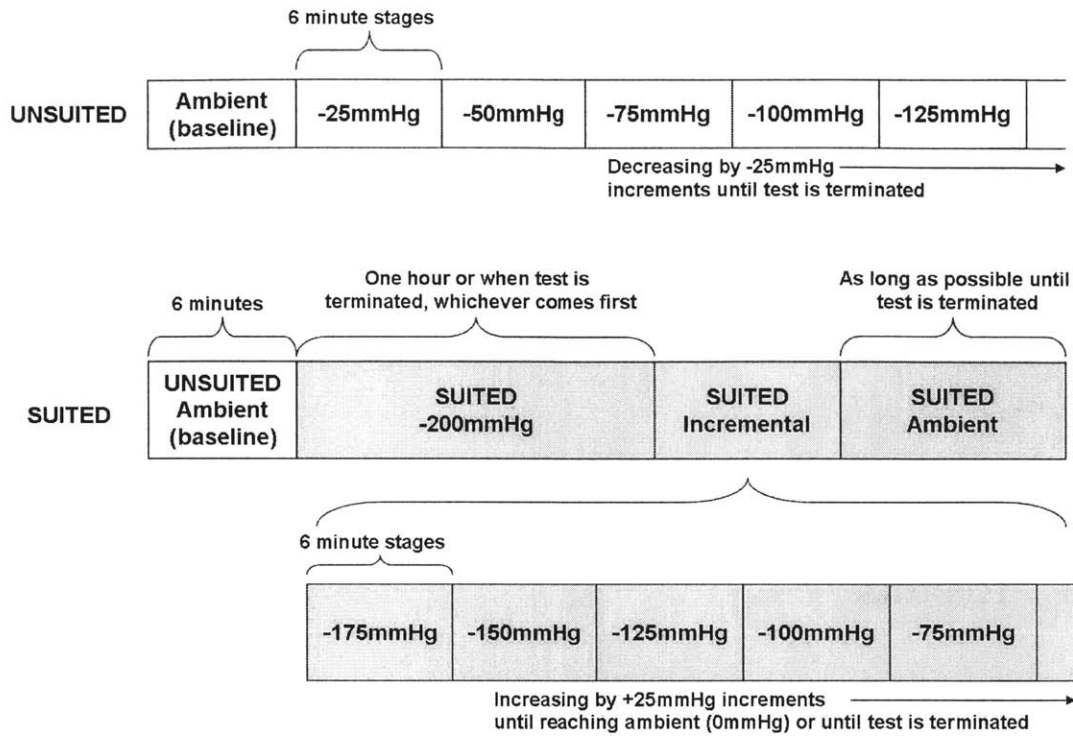 6 minute stages
UNSUITED
Ambient
(baseline)
-25mmHg
-50mmHg
-75mmHg
-100mmHg
-125mmHg
Decreasing by -25mmHg
increments until test is terminated
6 minutes
One hour or when test is
terminated, whichever comes first
As long as possible until
test is terminated
SUITED
UNSUITED
Ambient
(baseline)
SUITED
-200mmHg
SUITED
Incremental
SUITED
Ambient
6 minute stages
-175mmHg
-150mmHg
-125mmHg
-100mmHg
-75mmHg
Increasing by +25mmHg increments
until reaching ambient (0mmHg) or until test is terminated